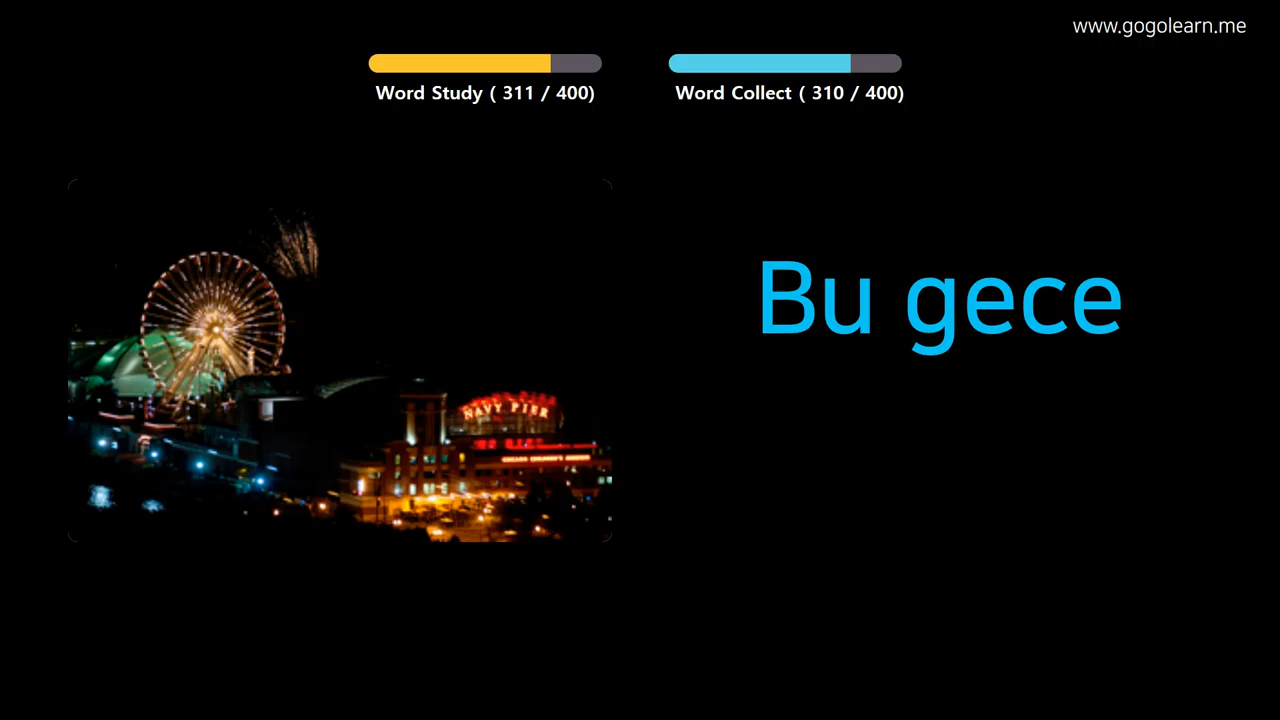 www.gogolearn.me
Word Study ( 311 / 400)
Word Collect ( 310 / 400)
Bu gece
NAVY PIER